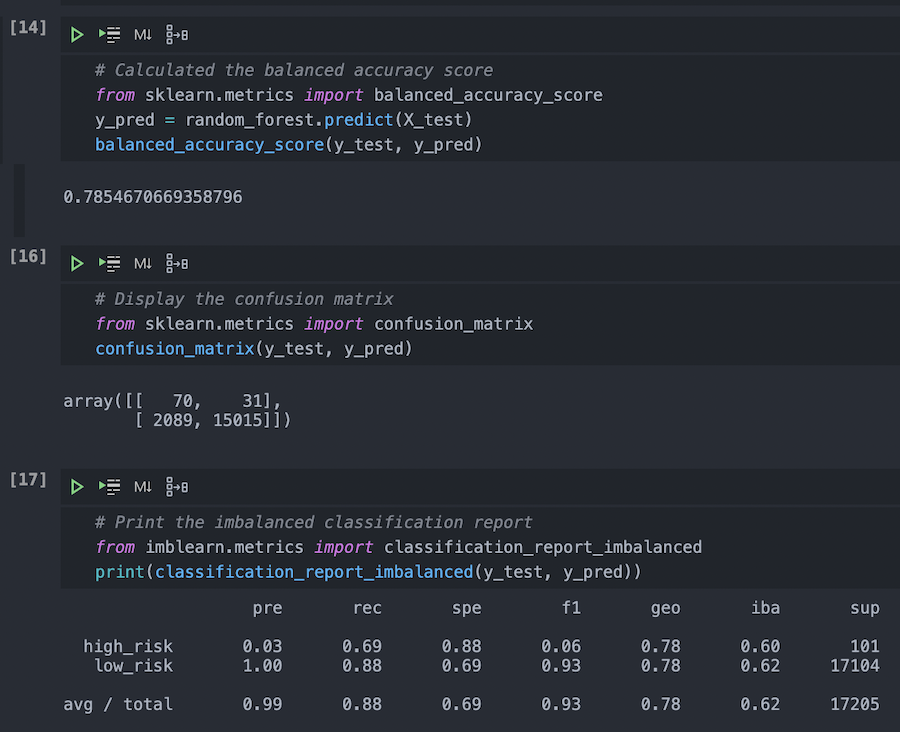 [14]
M↓
# Calculated the balanced accuracy score
from sklearn.metrics import balanced_accuracy_score
y_pred = random_forest.predict(X_test)
balanced_accuracy_score(y_test, y_pred)
0.7854670669358796
[16]
M↓
# Display the confusion matrix
from sklearn.metrics import confusion_matrix
confusion_matrix(y_test, y_pred)
array([[   70,    31],
       [ 2089, 15015]])
[17]
M↓
# Print the imbalanced classification report
from imblearn.metrics import classification_report_imbalanced
print(classification_report_imbalanced(y_test, y_pred))
pre rec spe f1 geo iba sup
high_risk 0.03 0.69 0.88 0.06 0.78 0.60 101
low_risk 1.00 0.88 0.69 0.93 0.78 0.62 17104
avg / total 0.99 0.88 0.69 0.93 0.78 0.62 17205